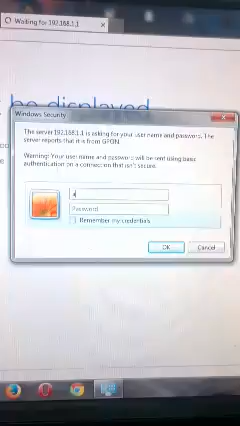 Waiting for 192.168.1.1
be displayed
Windows Security
The server 192.168.1.1 is asking for your user name and password. The
server reports that it is from GPON.
Warning: Your user name and password will be sent using basic
authentication on a connection that isn't secure.
Password
Remember my credentials
OK
Cancel